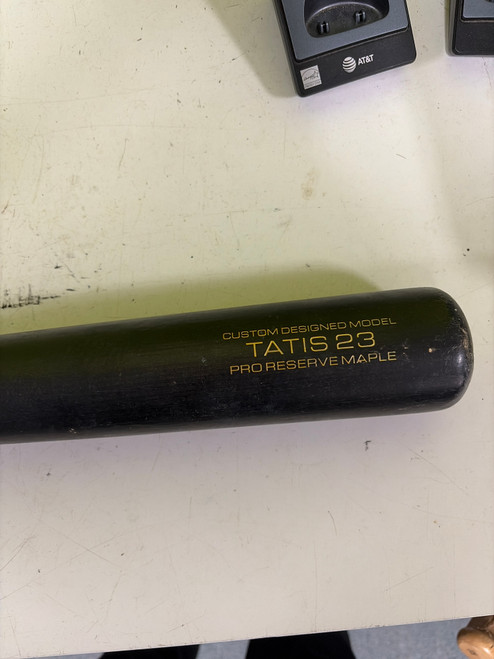 AT&T
CUSTOM DESIGNED MODEL
TATIS 23
PRO RESERVE MAPLE